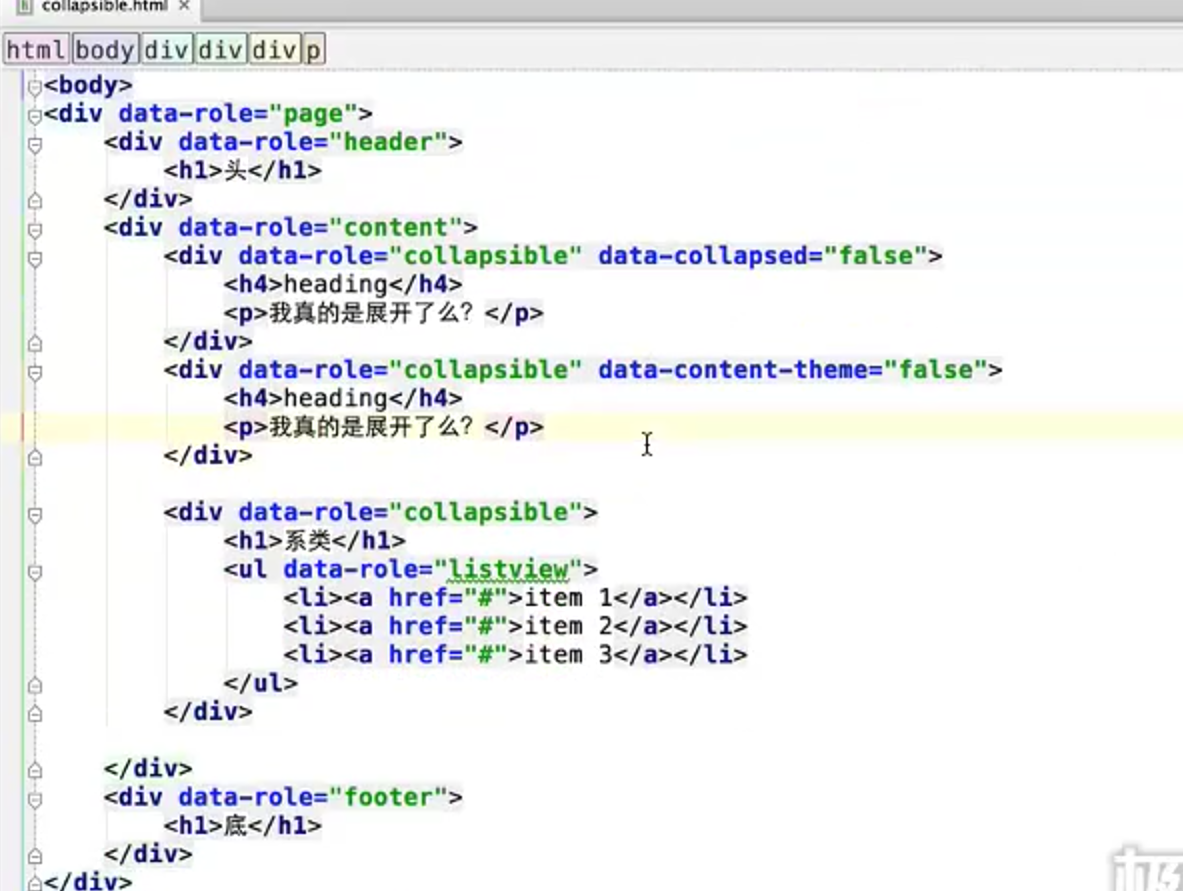 collapsible.html ×
html body div div div p
<body>
<div data-role="page">
    <div data-role="header">
        <h1>头</h1>
    </div>
    <div data-role="content">
        <div data-role="collapsible" data-collapsed="false">
            <h4>heading</h4>
            <p>我真的是展开了么？</p>
        </div>
        <div data-role="collapsible" data-content-theme="false">
            <h4>heading</h4>
            <p>我真的是展开了么？</p>
        </div>
        <div data-role="collapsible">
            <h1>系类</h1>
            <ul data-role="listview">
                <li><a href="#">item 1</a></li>
                <li><a href="#">item 2</a></li>
                <li><a href="#">item 3</a></li>
            </ul>
        </div>
    </div>
    <div data-role="footer">
        <h1>底</h1>
    </div>
</div>
极